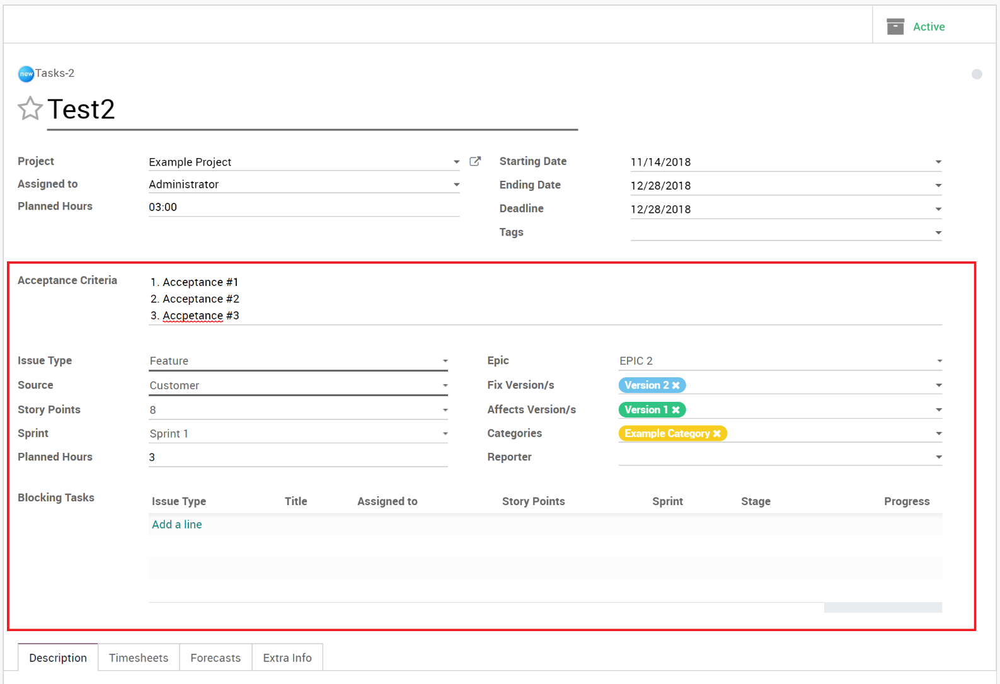 Active
new Tasks-2
Test2
Project Example Project Starting Date 11/14/2018
Assigned to Administrator Ending Date 12/28/2018
Planned Hours 03:00 Deadline 12/28/2018
Tags
Acceptance Criteria 1. Acceptance #1
2. Acceptance #2
3. Accpetance #3
Issue Type Feature Epic EPIC 2
Source Customer Fix Version/s Version 2 ✖
Story Points 8 Affects Version/s Version 1 ✖
Sprint Sprint 1 Categories Example Category ✖
Planned Hours 3 Reporter
Blocking Tasks Issue Type Title Assigned to Story Points Sprint Stage Progress
Add a line
Description Timesheets Forecasts Extra Info